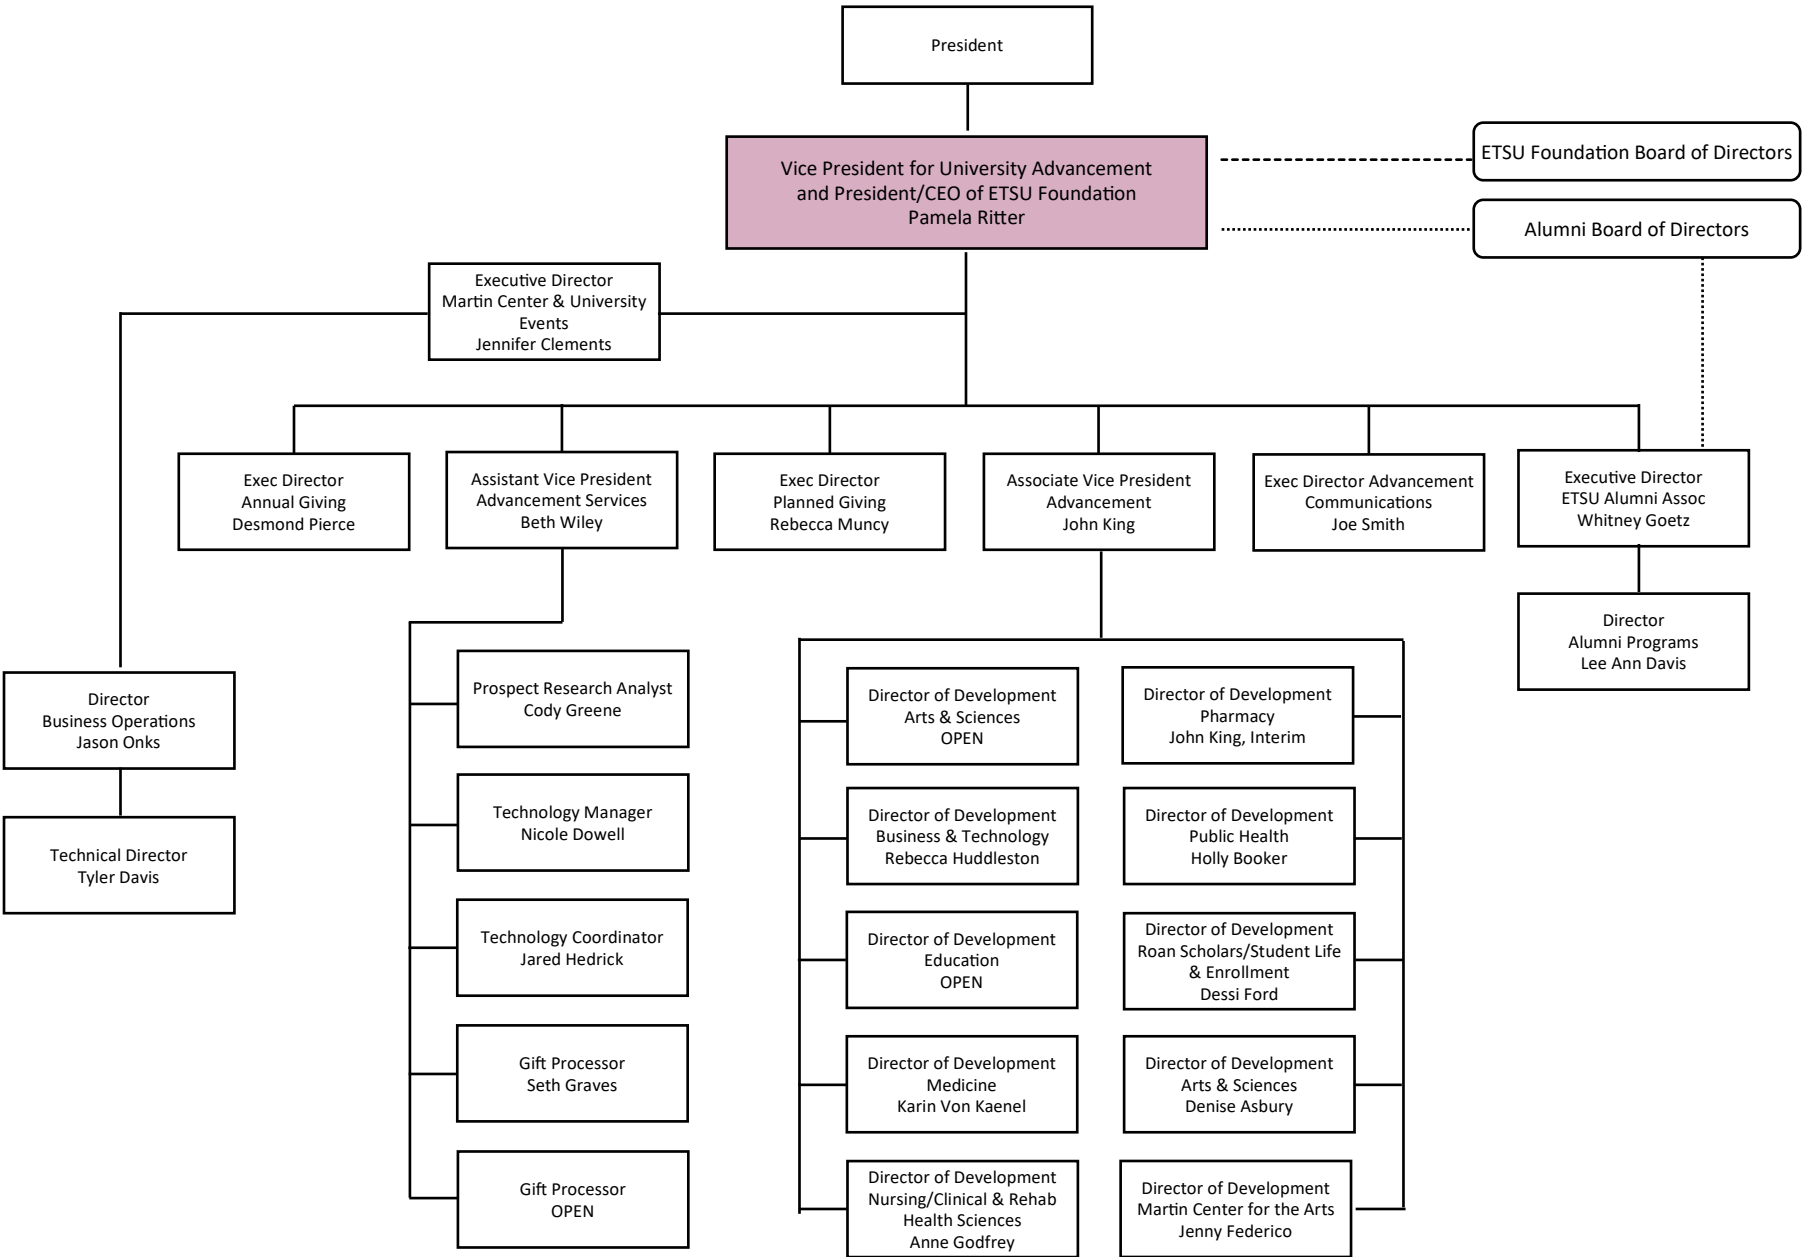 President
Vice President for University Advancement
and President/CEO of ETSU Foundation
Pamela Ritter
ETSU Foundation Board of Directors
Alumni Board of Directors
Executive Director
Martin Center & University
Events
Jennifer Clements
Exec Director
Annual Giving
Desmond Pierce
Assistant Vice President
Advancement Services
Beth Wiley
Exec Director
Planned Giving
Rebecca Muncy
Associate Vice President
Advancement
John King
Exec Director Advancement
Communications
Joe Smith
Executive Director
ETSU Alumni Assoc
Whitney Goetz
Director
Alumni Programs
Lee Ann Davis
Director
Business Operations
Jason Onks
Technical Director
Tyler Davis
Prospect Research Analyst
Cody Greene
Technology Manager
Nicole Dowell
Technology Coordinator
Jared Hedrick
Gift Processor
Seth Graves
Gift Processor
OPEN
Director of Development
Arts & Sciences
OPEN
Director of Development
Business & Technology
Rebecca Huddleston
Director of Development
Education
OPEN
Director of Development
Medicine
Karin Von Kaenel
Director of Development
Nursing/Clinical & Rehab
Health Sciences
Anne Godfrey
Director of Development
Pharmacy
John King, Interim
Director of Development
Public Health
Holly Booker
Director of Development
Roan Scholars/Student Life
& Enrollment
Dessi Ford
Director of Development
Arts & Sciences
Denise Asbury
Director of Development
Martin Center for the Arts
Jenny Federico